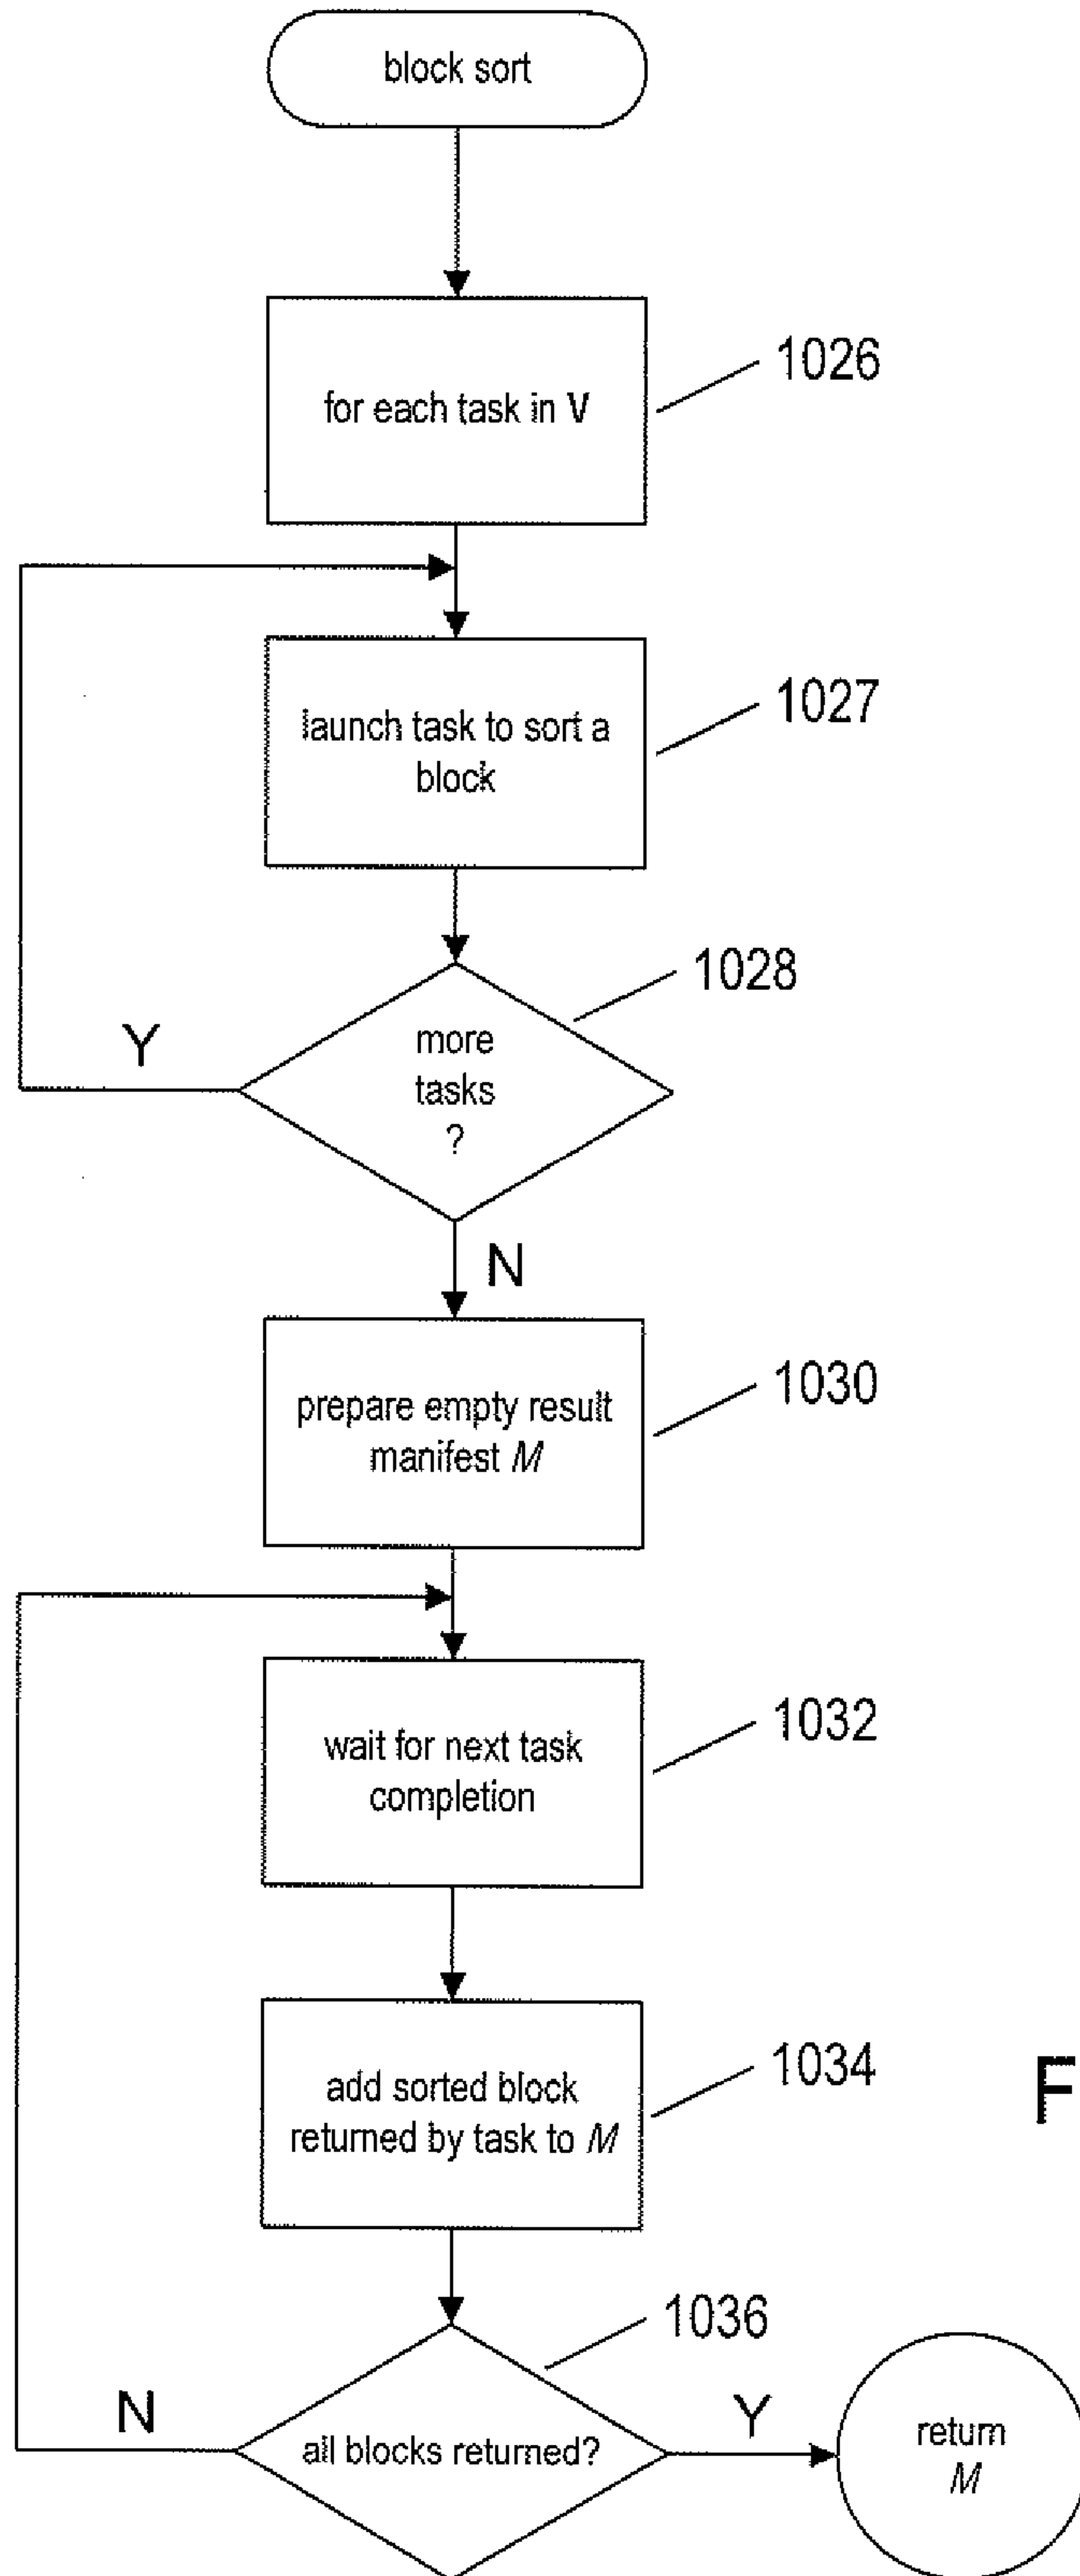 block sort
for each task in V
1026
launch task to sort a
block
1027
1028
more
tasks
?
Y
N
prepare empty result
manifest M
1030
wait for next task
completion
1032
add sorted block
returned by task to M
1034
F
1036
all blocks returned?
N
Y
return
M